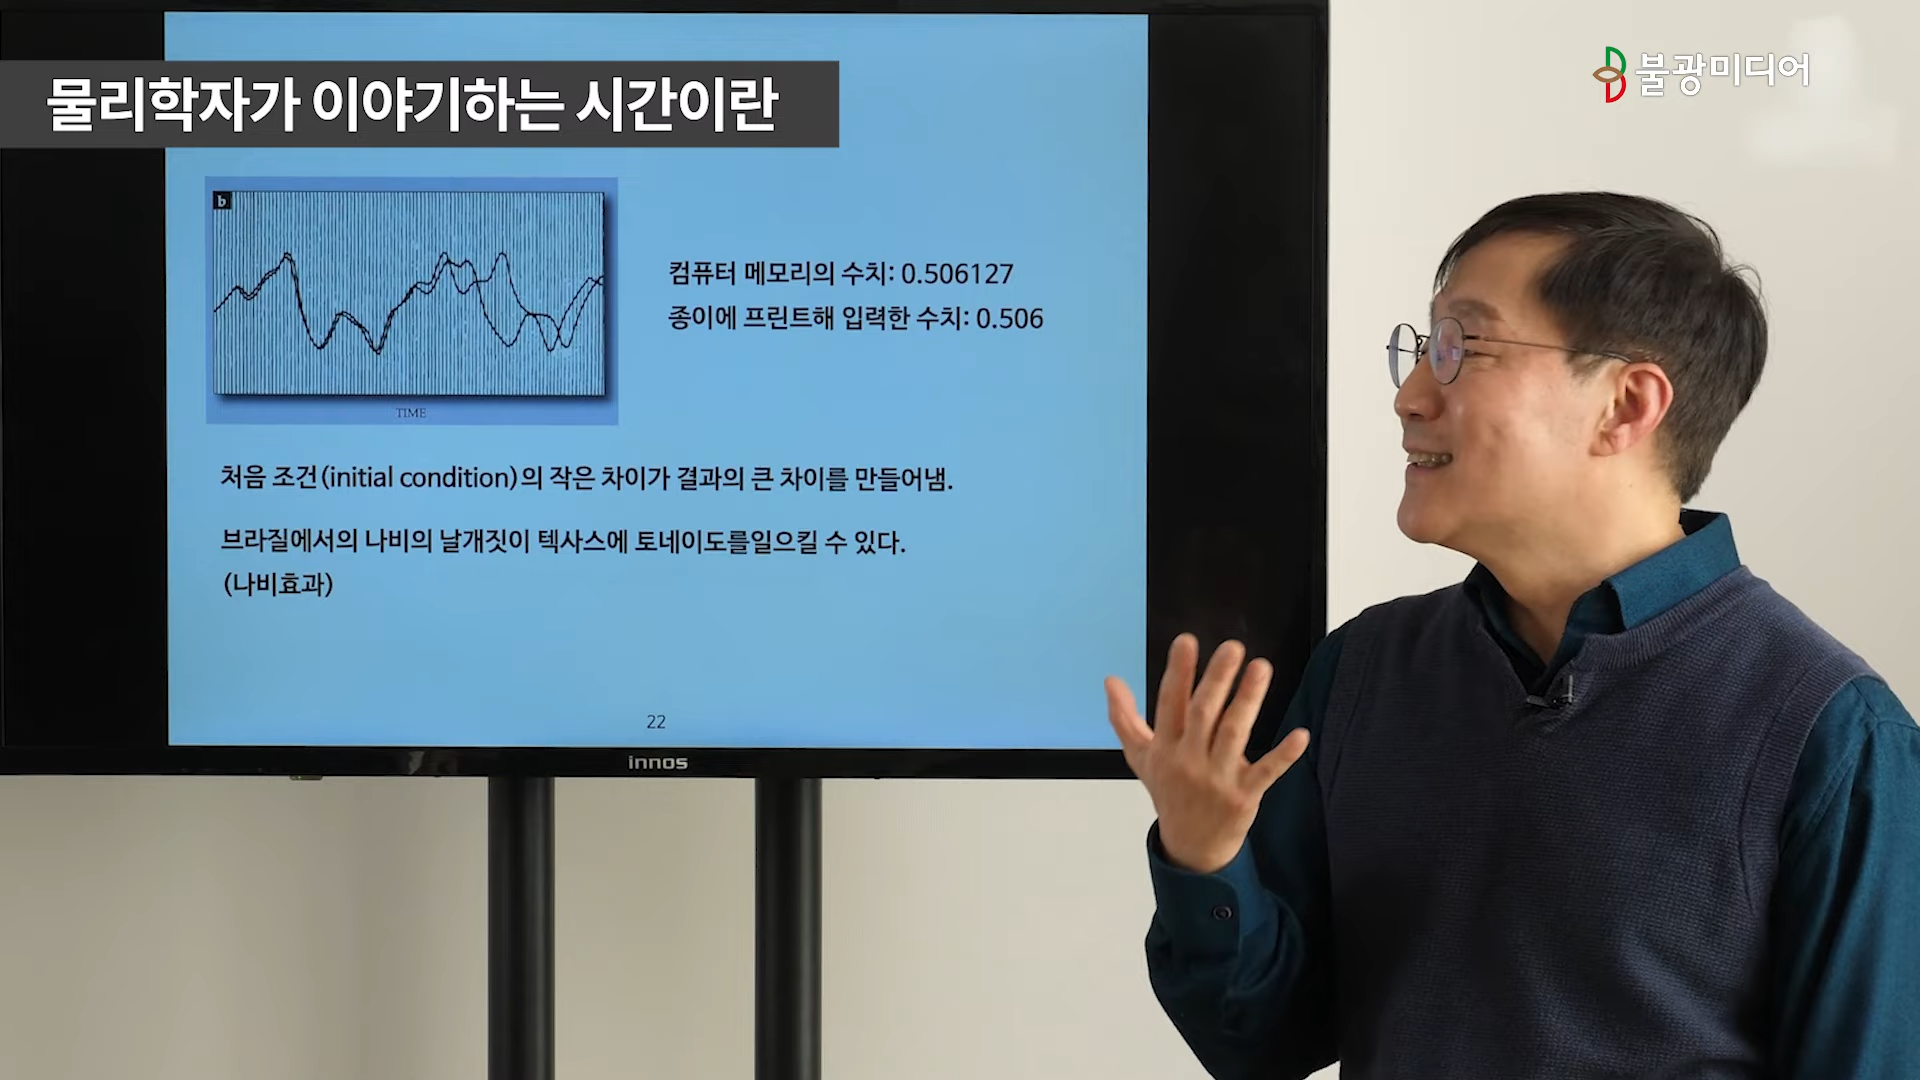 물리학자가 이야기하는 시간이란
불광미디어
b
컴퓨터 메모리의 수치: 0.506127
종이에 프린트해 입력한 수치: 0.506
TIME
처음 조건(initial condition)의 작은 차이가 결과의 큰 차이를 만들어냄.
브라질에서의 나비의 날개짓이 텍사스에 토네이도를일으킬 수 있다.
(나비효과)
22
innos